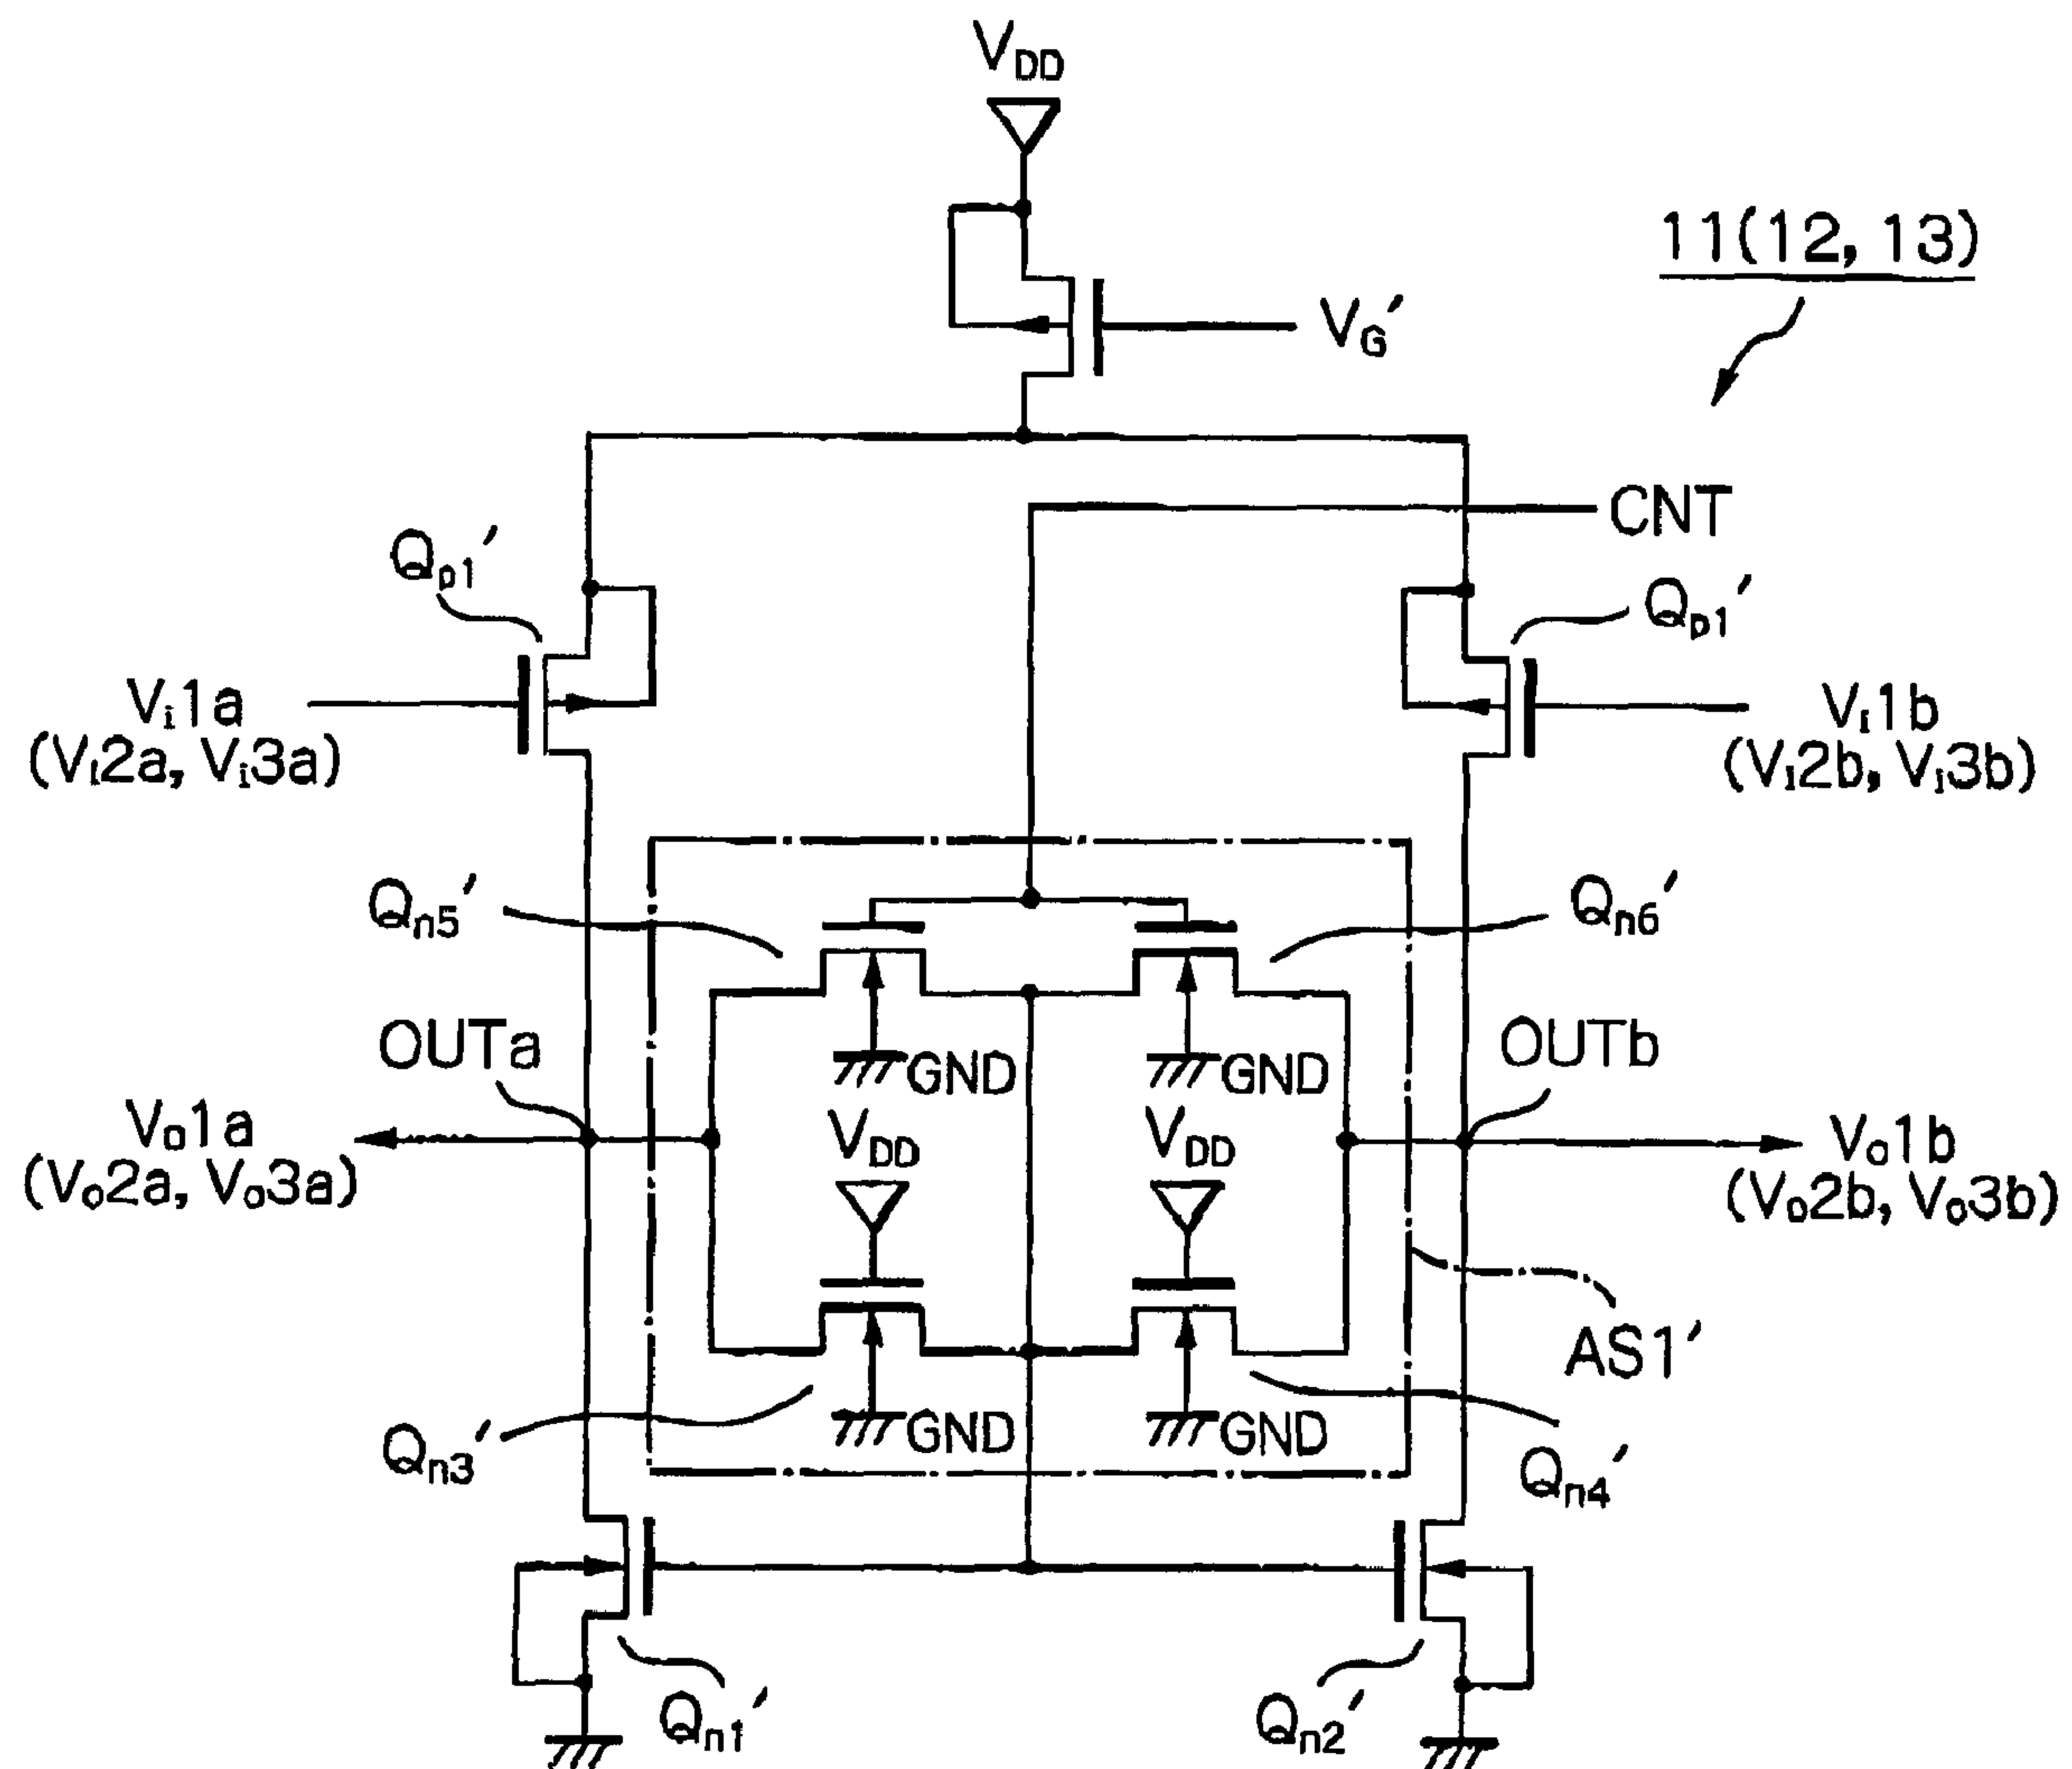 VDD
11(12, 13)
VG′
CNT
Qp1′
Qp1′
Vi1a
(Vi2a, Vi3a)
Vi1b
(Vi2b, Vi3b)
Qn5′
Qn6′
OUTa
GND
GND
OUTb
Vo1a
(Vo2a, Vo3a)
VDD
VDD
Vo1b
(Vo2b, Vo3b)
AS1′
Qn3′
GND
GND
Qn4′
Qn1′
Qn2′